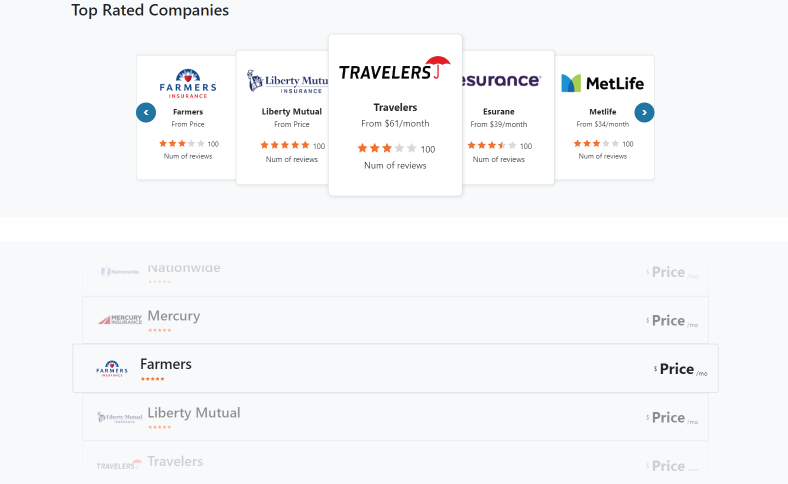 Top Rated Companies
FARMERS
INSURANCE
Farmers
From Price
100
Num of reviews
Liberty Mutu
INSURANCE
Liberty Mutual
From Price
100
Num of reviews
TRAVELERS
Travelers
From $61/month
100
Num of reviews
esurance
Esurane
From $39/month
100
Num of reviews
MetLife
Metlife
From $34/month
100
Num of reviews
Nationwide
Nationwide
$ Price /mo
MERCURY
INSURANCE
Mercury
$ Price /mo
FARMERS
INSURANCE
Farmers
$ Price /mo
Liberty Mutual
INSURANCE
Liberty Mutual
$ Price /mo
TRAVELERS
Travelers
$ Price /mo